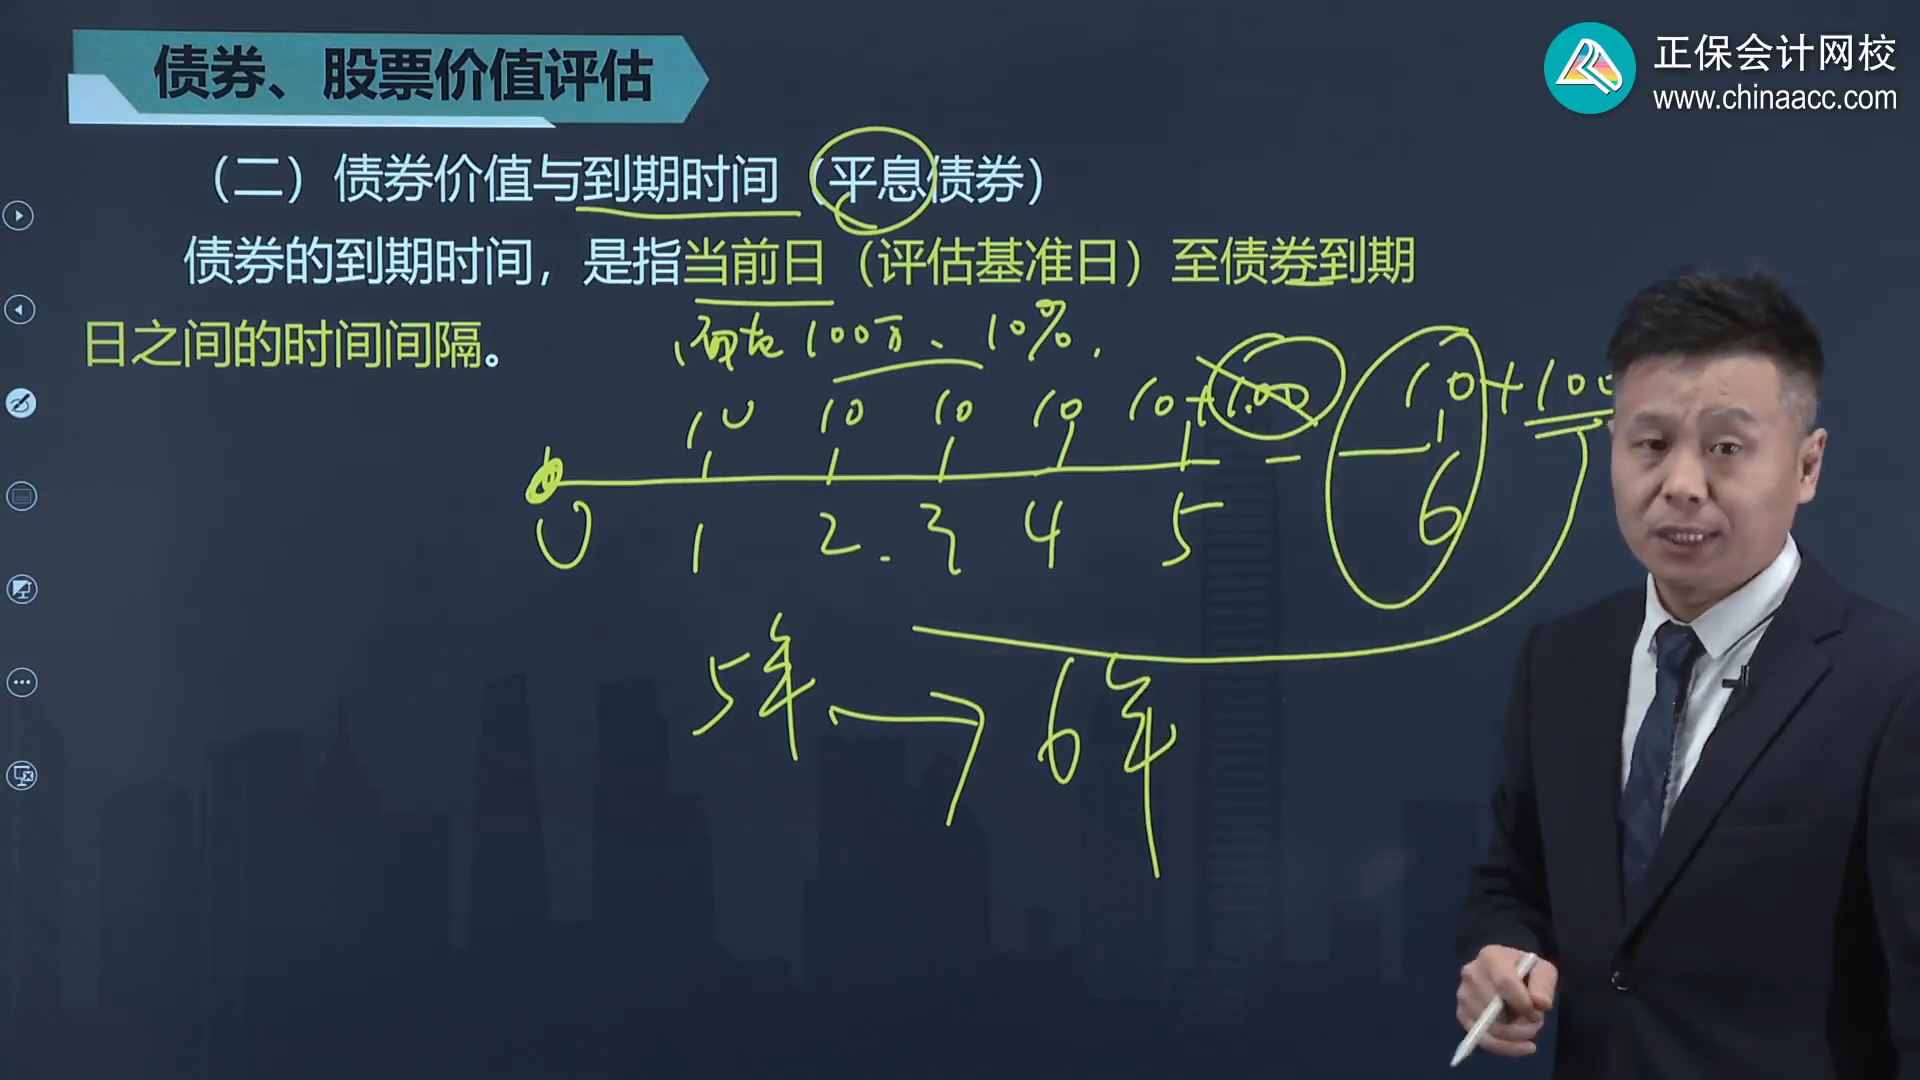 债券、股票价值评估
正保会计网校
www.chinaacc.com
（二）债券价值与到期时间（平息债券）
债券的到期时间，是指当前日（评估基准日）至债券到期
日之间的时间间隔。
100万、10%.
10 10 10 10 10+100 10+100
0 1 2 3 4 5 6
5年 6年